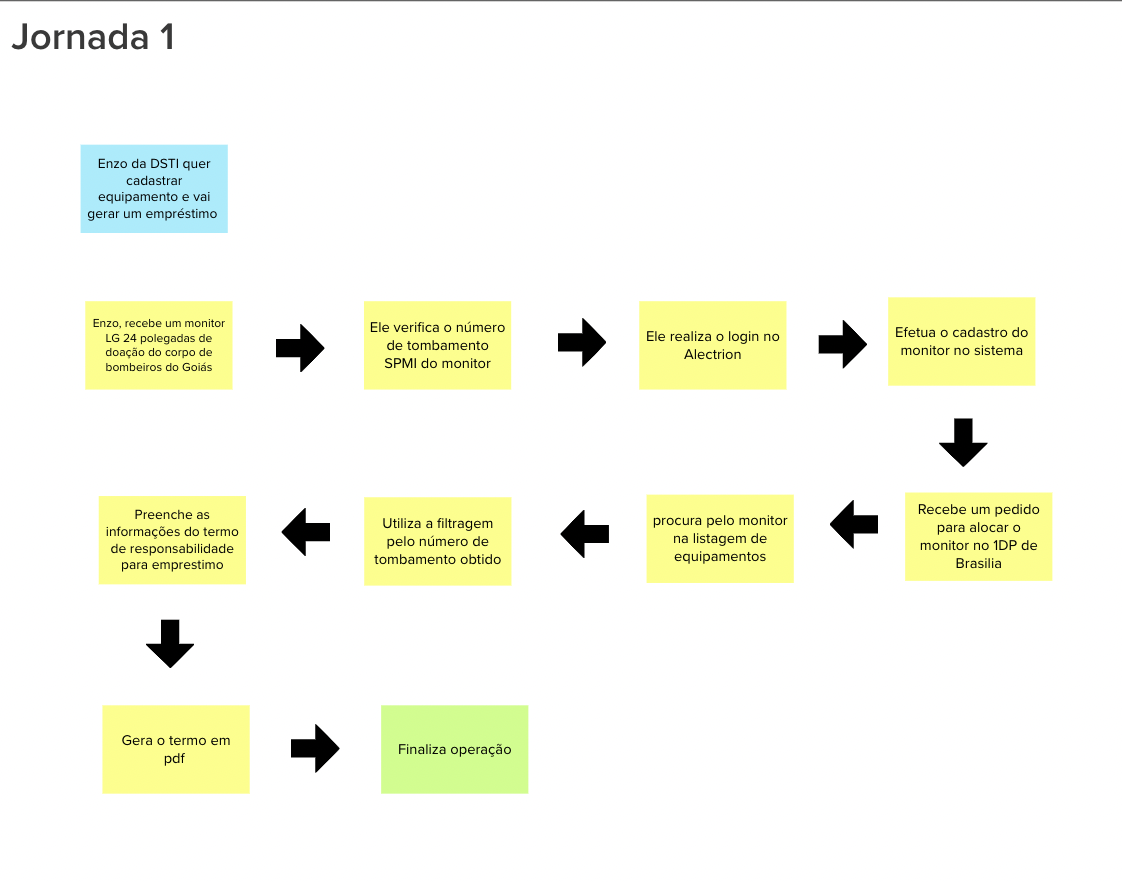 Jornada 1
Enzo da DSTI quer
cadastrar
equipamento e vai
gerar um empréstimo
Enzo, recebe um monitor
LG 24 polegadas de
doação do corpo de
bombeiros do Goiás
Ele verifica o número
de tombamento
SPMI do monitor
Ele realiza o login no
Alectrion
Efetua o cadastro do
monitor no sistema
Recebe um pedido
para alocar o
monitor no 1DP de
Brasilia
procura pelo monitor
na listagem de
equipamentos
Utiliza a filtragem
pelo número de
tombamento obtido
Preenche as
informações do termo
de responsabilidade
para emprestimo
Gera o termo em
pdf
Finaliza operação